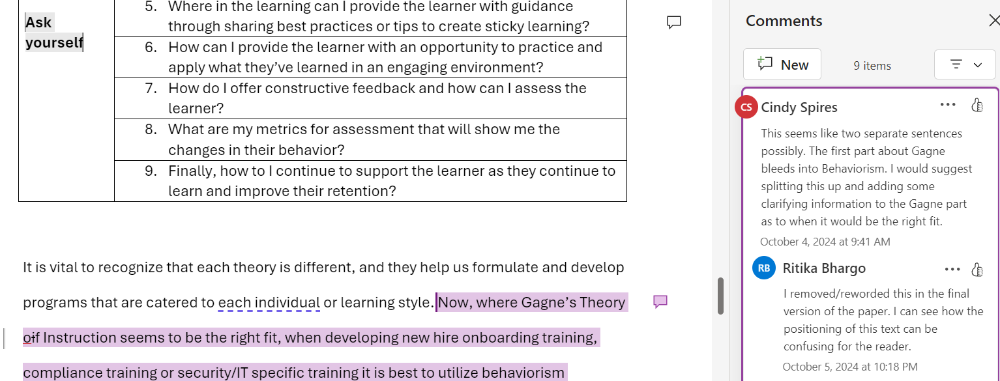 Ask
yourself
5. Where in the learning can I provide the learner with guidance
through sharing best practices or tips to create sticky learning?
6. How can I provide the learner with an opportunity to practice and
apply what they’ve learned in an engaging environment?
7. How do I offer constructive feedback and how can I assess the
learner?
8. What are my metrics for assessment that will show me the
changes in their behavior?
9. Finally, how to I continue to support the learner as they continue to
learn and improve their retention?
It is vital to recognize that each theory is different, and they help us formulate and develop
programs that are catered to each individual or learning style. Now, where Gagne’s Theory
oif Instruction seems to be the right fit, when developing new hire onboarding training,
compliance training or security/IT specific training it is best to utilize behaviorism
Comments
New
9 items
CS
Cindy Spires
This seems like two separate sentences
possibly. The first part about Gagne
bleeds into Behaviorism. I would suggest
splitting this up and adding some
clarifying information to the Gagne part
as to when it would be the right fit.
October 4, 2024 at 9:41 AM
RB
Ritika Bhargo
I removed/reworded this in the final
version of the paper. I can see how the
positioning of this text can be
confusing for the reader.
October 5, 2024 at 10:18 PM